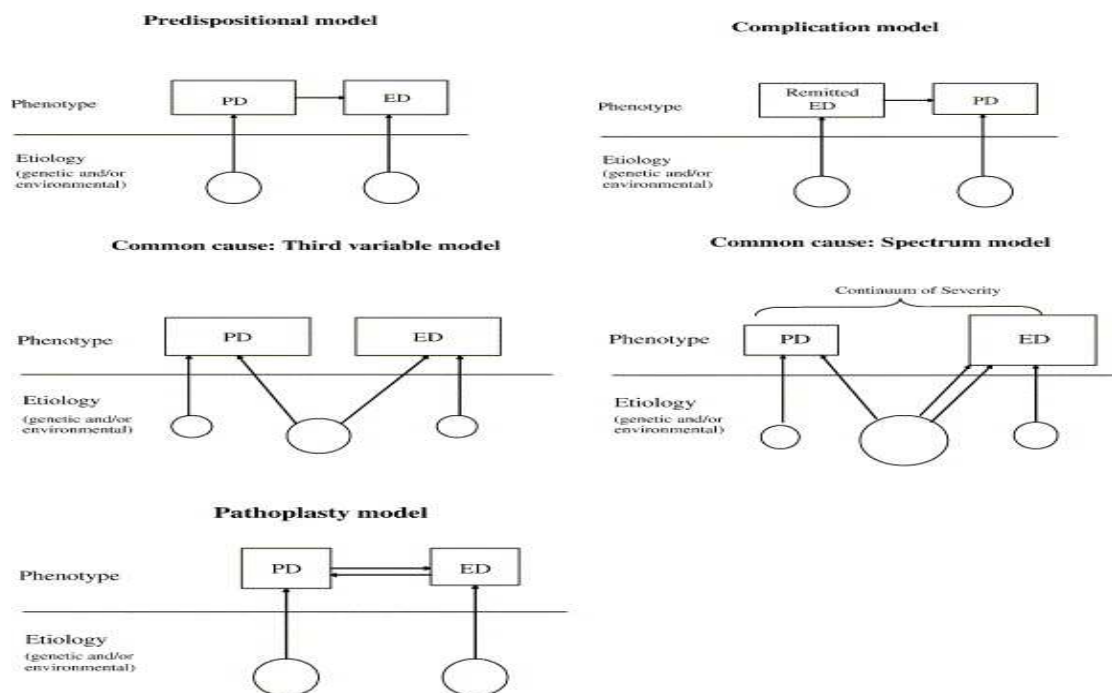 Predispositional model
Phenotype
PD
ED
Etiology
(genetic and/or
environmental)
Complication model
Phenotype
Remitted
ED
PD
Etiology
(genetic and/or
environmental)
Common cause: Third variable model
Phenotype
PD
ED
Etiology
(genetic and/or
environmental)
Common cause: Spectrum model
Continuum of Severity
Phenotype
PD
ED
Etiology
(genetic and/or
environmental)
Pathoplasty model
Phenotype
PD
ED
Etiology
(genetic and/or
environmental)